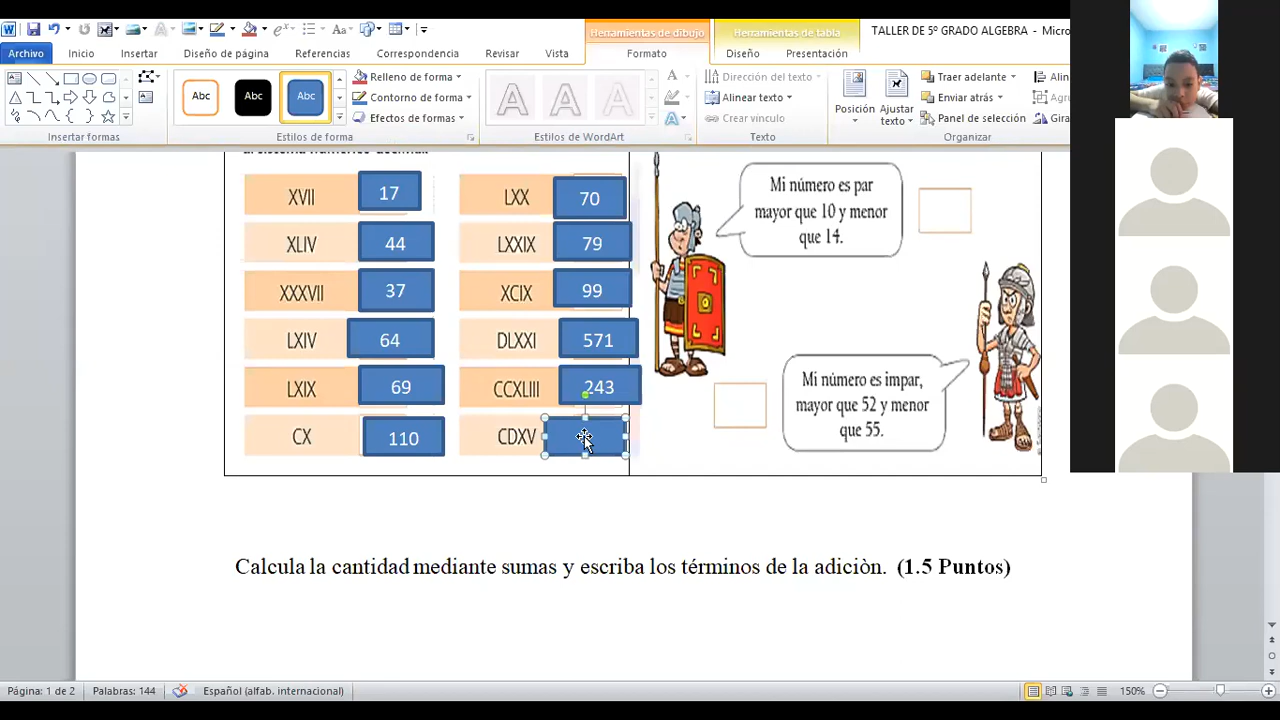 Herramientas de dibujo
Herramientas de tabla
TALLER DE 5º GRADO ALGEBRA - Micro
Archivo
Inicio
Insertar
Diseño de página
Referencias
Correspondencia
Revisar
Vista
Formato
Diseño
Presentación
Abc
Abc
Abc
Relleno de forma
Contorno de forma
Efectos de formas
Dirección del texto
Alinear texto
Crear vínculo
Posición
Ajustar texto
Traer adelante
Enviar atrás
Panel de selección
Alin
Agru
Gira
Insertar formas
Estilos de forma
Estilos de WordArt
Texto
Organizar
XVII 17 LXX 70
XLIV 44 LXXIX 79
XXXVII 37 XCIX 99
LXIV 64 DLXXI 571
LXIX 69 CCXLIII 243
CX 110 CDXV
Mi número es par
mayor que 10 y menor
que 14.
Mi número es impar,
mayor que 52 y menor
que 55.
Calcula la cantidad mediante sumas y escriba los términos de la adiciòn. (1.5 Puntos)
Página: 1 de 2
Palabras: 144
Español (alfab. internacional)
150%